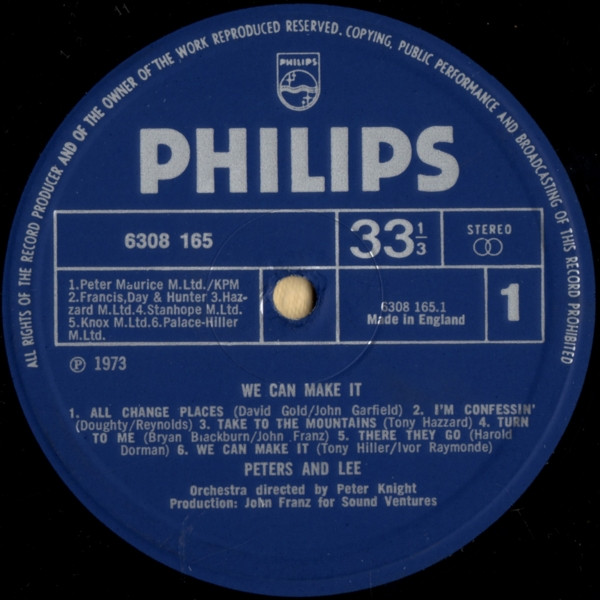 ALL RIGHTS OF THE RECORD PRODUCER AND OF THE OWNER OF THE WORK REPRODUCED RESERVED. COPYING, PUBLIC PERFORMANCE AND BROADCASTING OF THIS RECORD PROHIBITED
PHILIPS
PHILIPS
6308 165
33 1/3
STEREO
1.Peter Maurice M.Ltd./KPM
2.Francis,Day & Hunter 3.Haz-
zard M.Ltd.4.Stanhope M.Ltd.
5.Knox M.Ltd.6.Palace-Hiller
M.Ltd.
6308 165.1
Made in England
1
Ⓟ 1973
WE CAN MAKE IT
1. ALL CHANGE PLACES (David Gold/John Garfield) 2. I'M CONFESSIN'
(Doughty/Reynolds) 3. TAKE TO THE MOUNTAINS (Tony Hazzard) 4. TURN
TO ME (Bryan Blackburn/John Franz) 5. THERE THEY GO (Harold
Dorman) 6. WE CAN MAKE IT (Tony Hiller/Ivor Raymonde)
PETERS AND LEE
Orchestra directed by Peter Knight
Production: John Franz for Sound Ventures